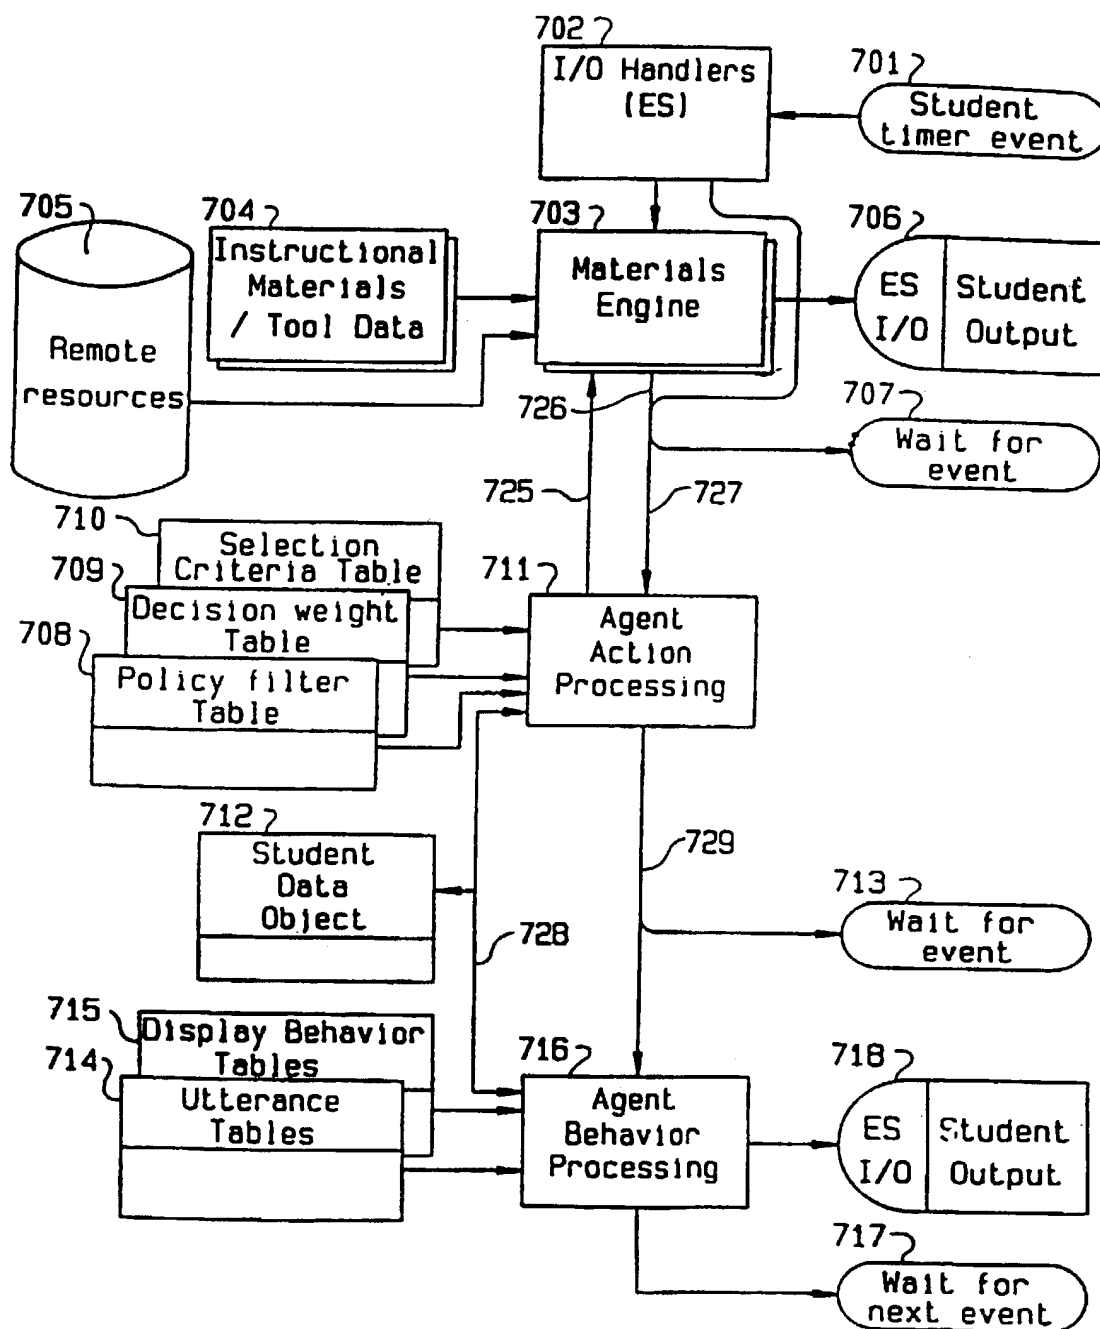 702
I/O Handlers
(ES)
701
Student
timer event
705
Remote
resources
704
Instructional
Materials
/ Tool Data
703
Materials
Engine
706
ES
I/O
Student
Output
726
707
Wait for
event
725
727
710
Selection
Criteria Table
709
Decision weight
Table
708
Policy filter
Table
711
Agent
Action
Processing
712
Student
Data
Object
729
728
713
Wait for
event
715
Display Behavior
Tables
714
Utterance
Tables
716
Agent
Behavior
Processing
718
ES
I/O
Student
Output
717
Wait for
next event